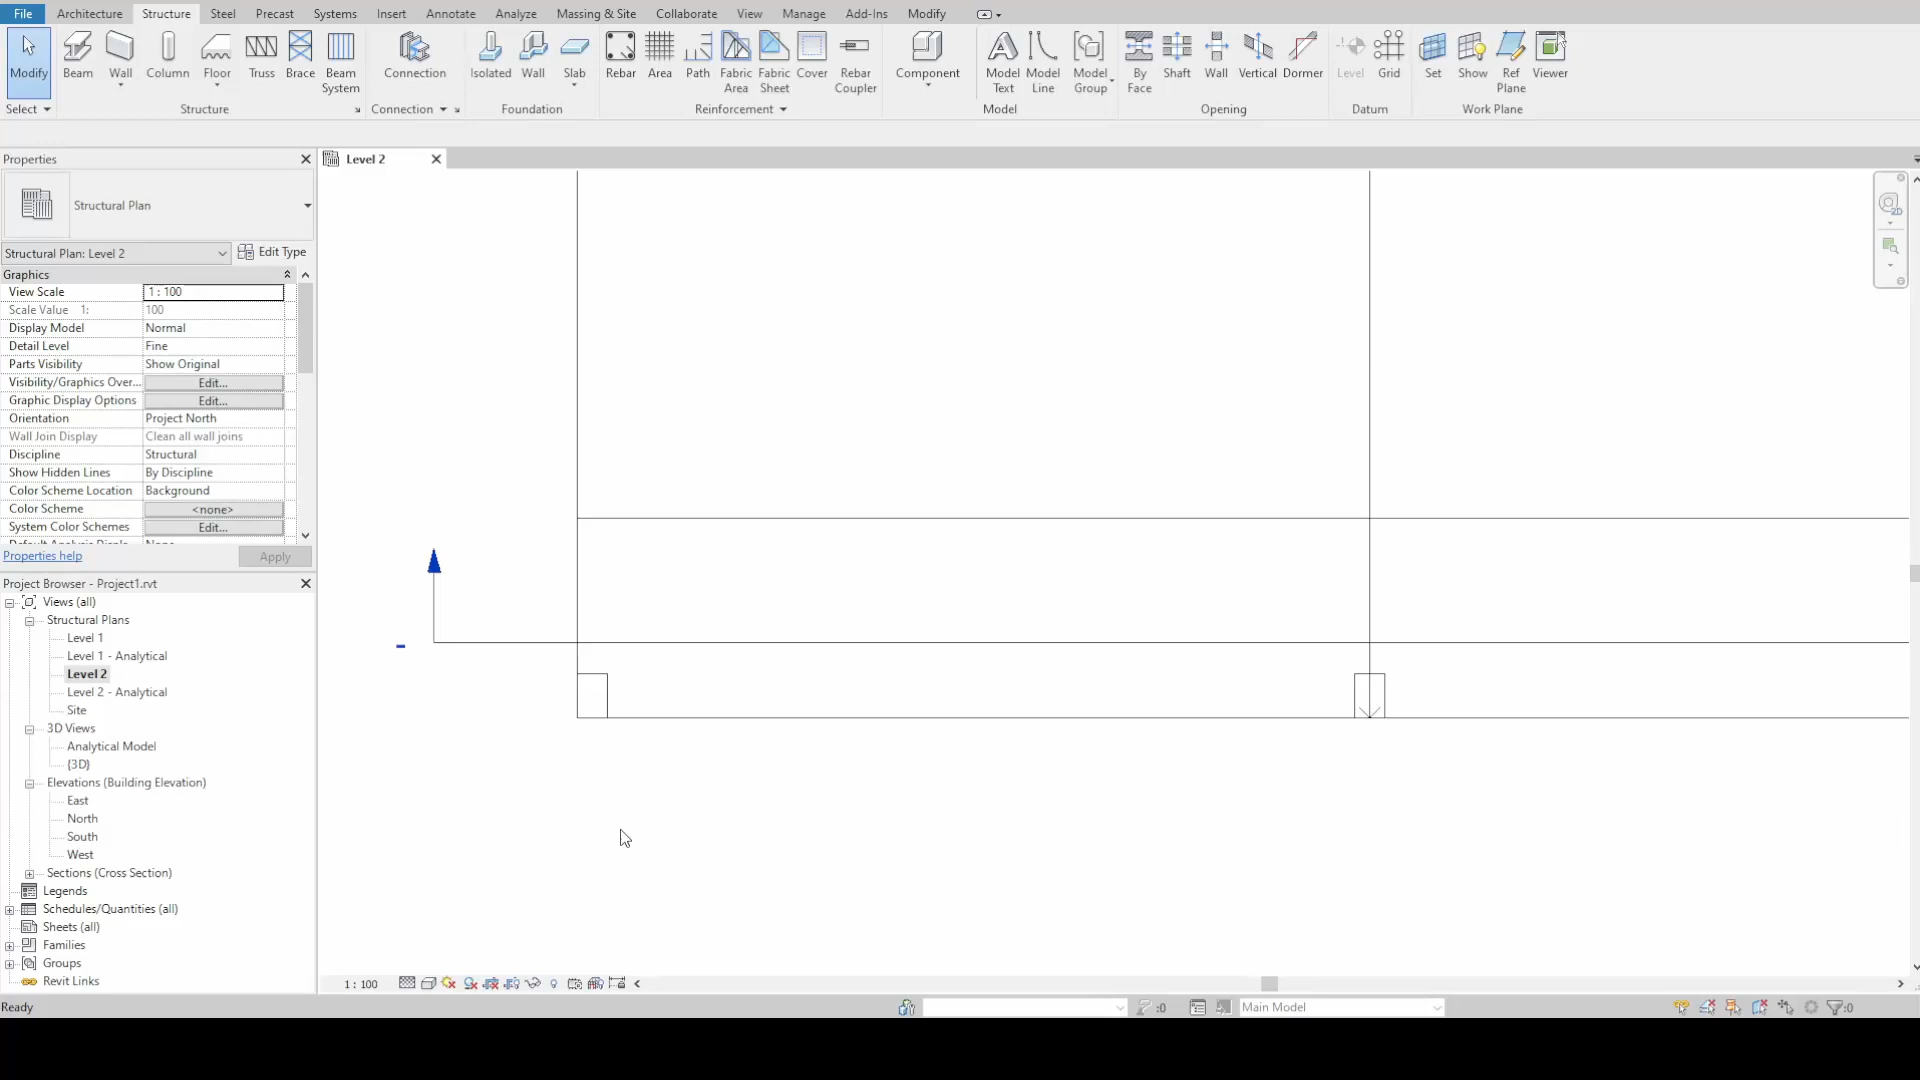 File Architecture Structure Steel Precast Systems Insert Annotate Analyze Massing & Site Collaborate View Manage Add-Ins Modify
Modify Beam Wall Column Floor Truss Brace Beam System Connection Isolated Wall Slab Rebar Area Path Fabric Area Fabric Sheet Cover Rebar Coupler Component Model Text Model Line Model Group By Face Shaft Wall Vertical Dormer Level Grid Set Show Ref Plane Viewer
Select Structure Connection Foundation Reinforcement Model Opening Datum Work Plane
Properties
Level 2
Structural Plan
Structural Plan: Level 2 Edit Type
Graphics
View Scale 1 : 100
Scale Value 1: 100
Display Model Normal
Detail Level Fine
Parts Visibility Show Original
Visibility/Graphics Over... Edit...
Graphic Display Options Edit...
Orientation Project North
Wall Join Display Clean all wall joins
Discipline Structural
Show Hidden Lines By Discipline
Color Scheme Location Background
Color Scheme <none>
System Color Schemes Edit...
Properties help Apply
Project Browser - Project1.rvt
Views (all)
Structural Plans
Level 1
Level 1 - Analytical
Level 2
Level 2 - Analytical
Site
3D Views
Analytical Model
{3D}
Elevations (Building Elevation)
East
North
South
West
Sections (Cross Section)
Legends
Schedules/Quantities (all)
Sheets (all)
Families
Groups
Revit Links
1 : 100
Ready :0 Main Model :0